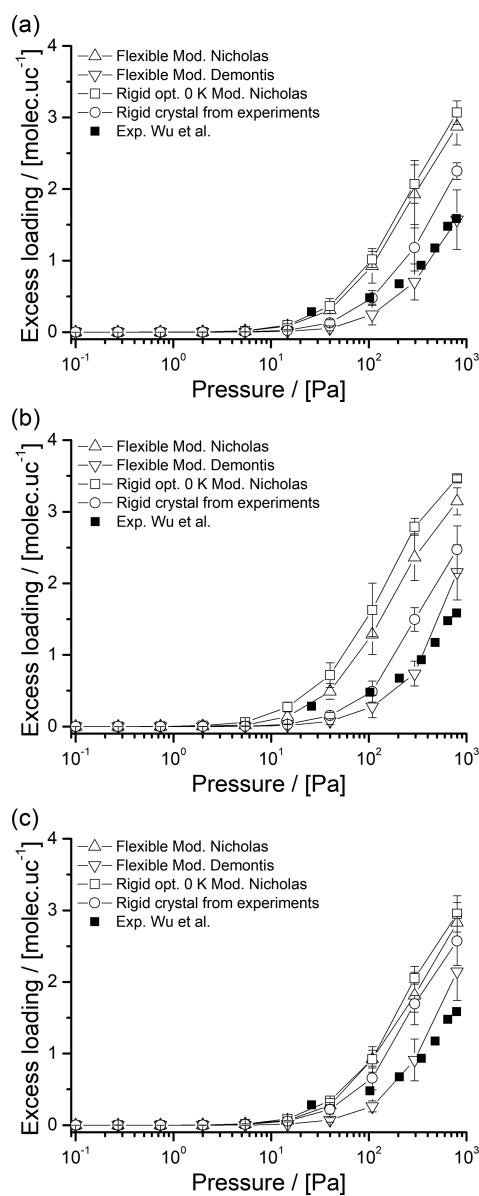 (a)
4
3
2
1
0
Excess loading / [molec.uc⁻¹]
Flexible Mod. Nicholas
Flexible Mod. Demontis
Rigid opt. 0 K Mod. Nicholas
Rigid crystal from experiments
Exp. Wu et al.
10⁻¹ 10⁰ 10¹ 10² 10³
Pressure / [Pa]
(b)
4
3
2
1
0
Excess loading / [molec.uc⁻¹]
Flexible Mod. Nicholas
Flexible Mod. Demontis
Rigid opt. 0 K Mod. Nicholas
Rigid crystal from experiments
Exp. Wu et al.
10⁻¹ 10⁰ 10¹ 10² 10³
Pressure / [Pa]
(c)
4
3
2
1
0
Excess loading / [molec.uc⁻¹]
Flexible Mod. Nicholas
Flexible Mod. Demontis
Rigid opt. 0 K Mod. Nicholas
Rigid crystal from experiments
Exp. Wu et al.
10⁻¹ 10⁰ 10¹ 10² 10³
Pressure / [Pa]